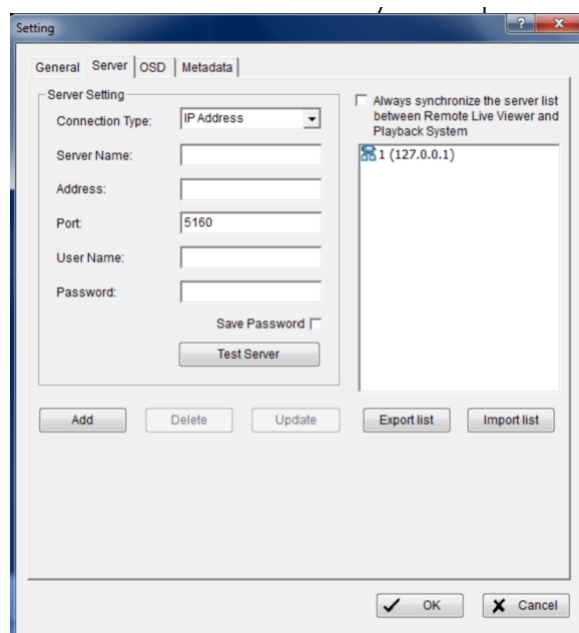 Setting
General Server OSD Metadata
Server Setting
Connection Type: IP Address
Server Name:
Address:
Port: 5160
User Name:
Password:
Save Password
Test Server
Always synchronize the server list
between Remote Live Viewer and
Playback System
1 (127.0.0.1)
Add Delete Update Export list Import list
OK Cancel